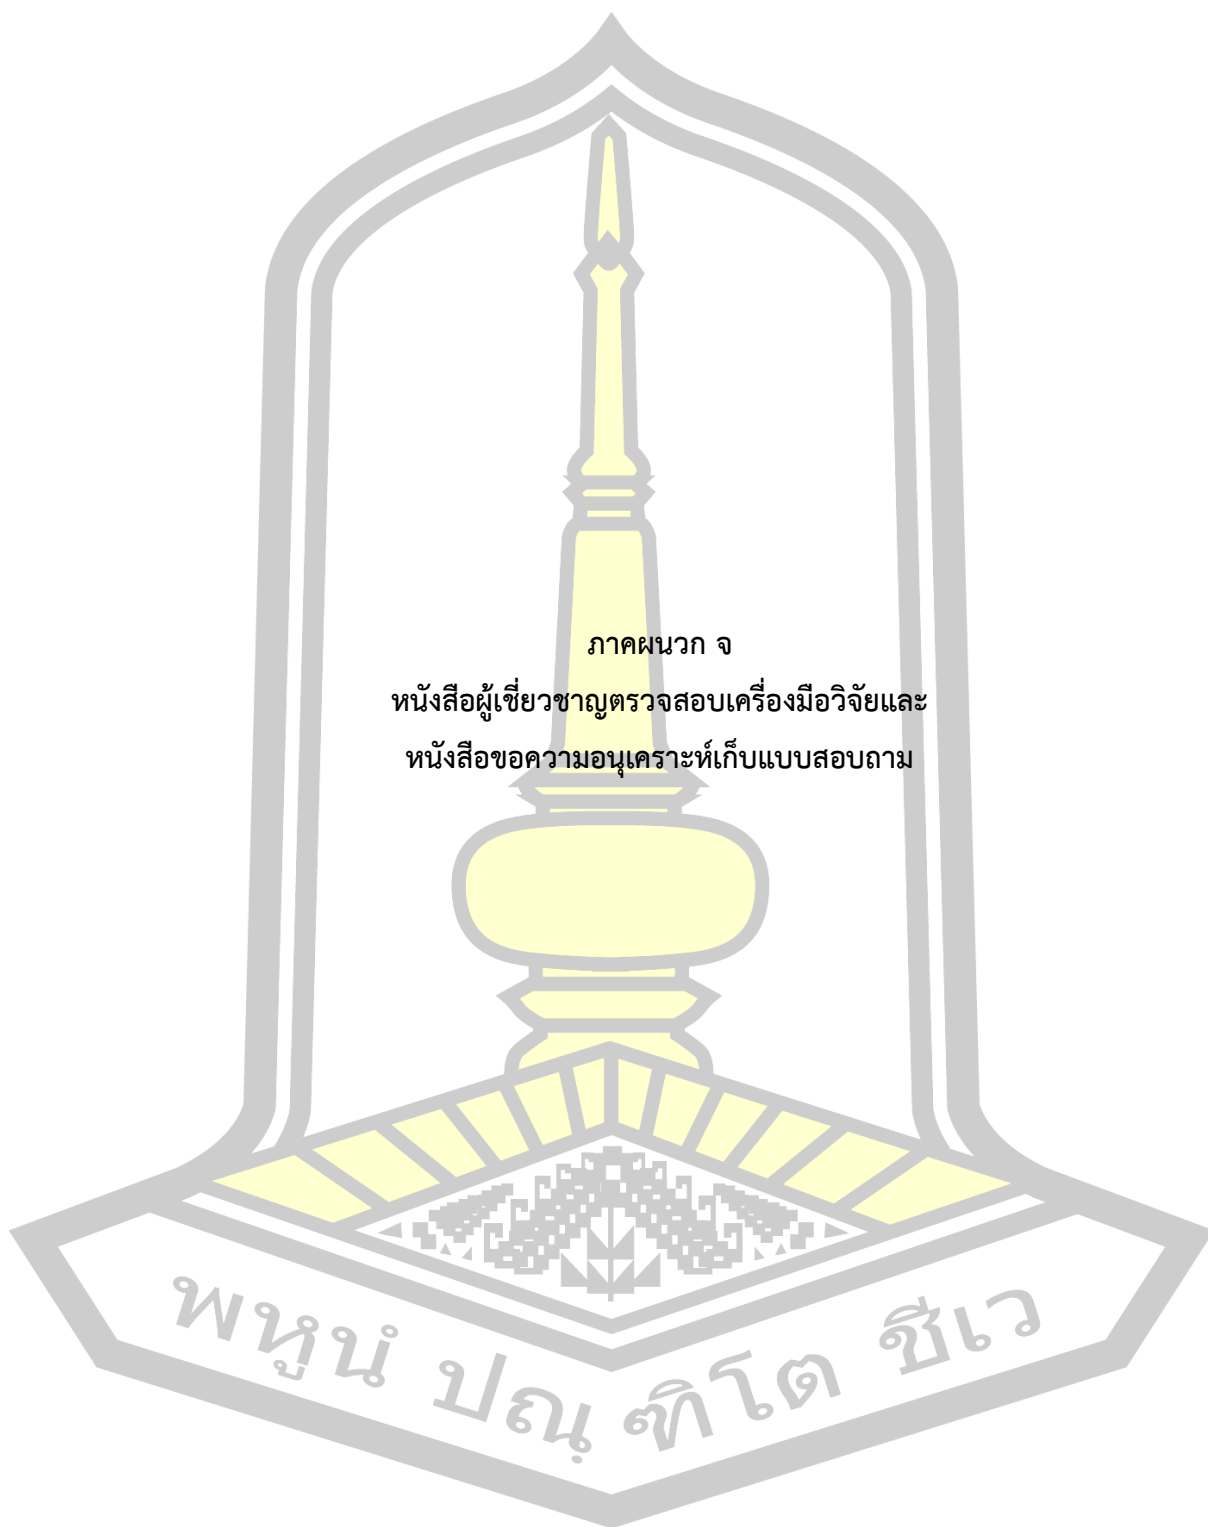 ภาคผนวก จ
หนังสือผู้เชี่ยวชาญตรวจสอบเครื่องมือวิจัยและ
หนังสือขอความอนุเคราะห์เก็บแบบสอบถาม
พหูนํ ปณฺฑิโต ชีเว